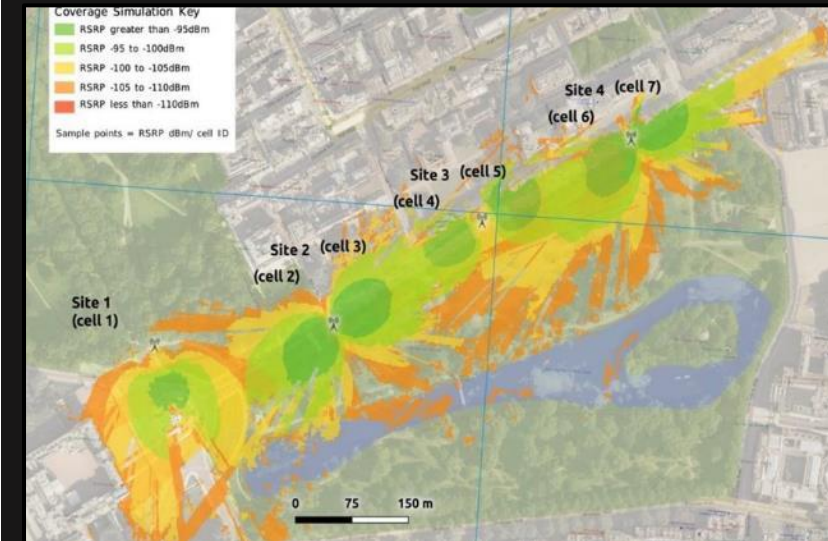 Coverage Simulation Key
RSRP greater than -95dBm
RSRP -95 to -100dBm
RSRP -100 to -105dBm
RSRP -105 to -110dBm
RSRP less than -110dBm
Sample points = RSRP dBm/ cell ID
Site 4 (cell 7)
(cell 6)
Site 3 (cell 5)
(cell 4)
Site 2 (cell 3)
(cell 2)
Site 1
(cell 1)
0 75 150 m